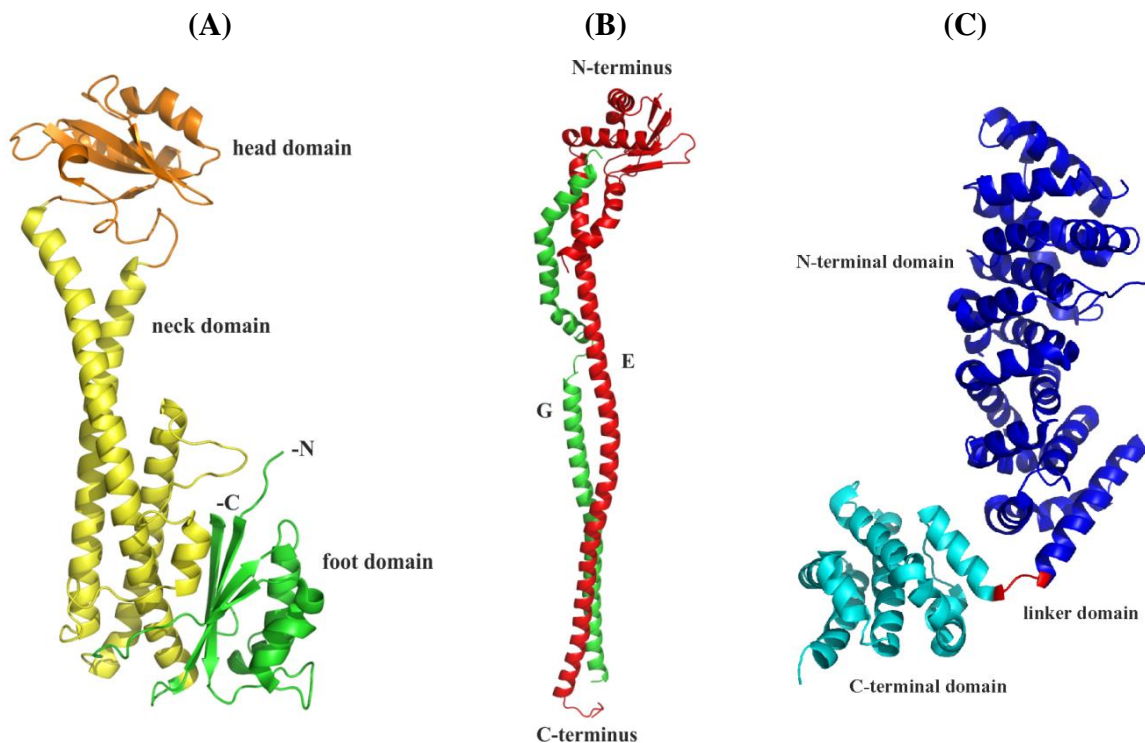 (A)
head domain
neck domain
-N
-C
foot domain
(B)
N-terminus
E
G
C-terminus
(C)
N-terminal domain
linker domain
C-terminal domain